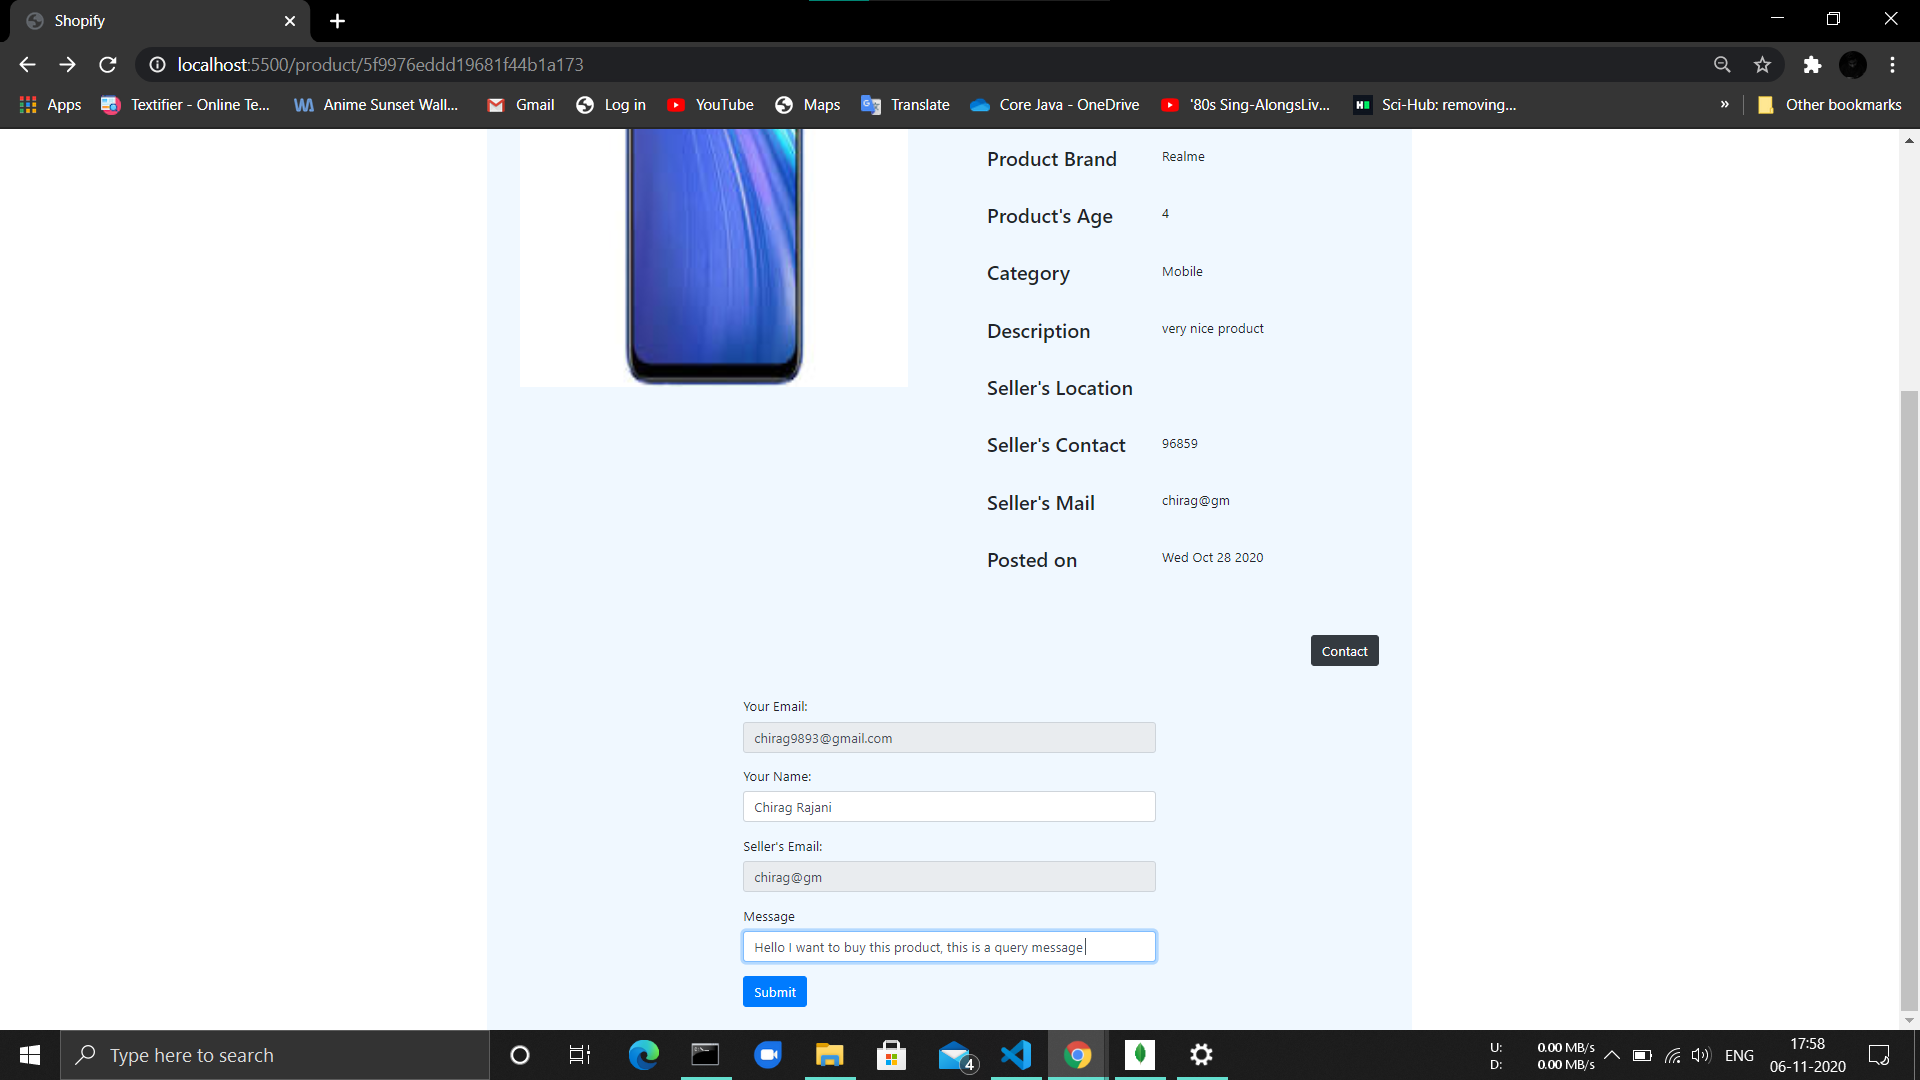 Shopify
localhost:5500/product/5f9976eddd19681f44b1a173
Apps Textifier - Online Te... Anime Sunset Wall... Gmail Log in YouTube Maps Translate Core Java - OneDrive '80s Sing-AlongsLiv... Sci-Hub: removing... » Other bookmarks
Product Brand Realme
Product's Age 4
Category Mobile
Description very nice product
Seller's Location
Seller's Contact 96859
Seller's Mail chirag@gm
Posted on Wed Oct 28 2020
Contact
Your Email:
chirag9893@gmail.com
Your Name:
Chirag Rajani
Seller's Email:
chirag@gm
Message
Hello I want to buy this product, this is a query message
Submit
Type here to search
4
U: 0.00 MB/s
D: 0.00 MB/s
ENG
17:58
06-11-2020